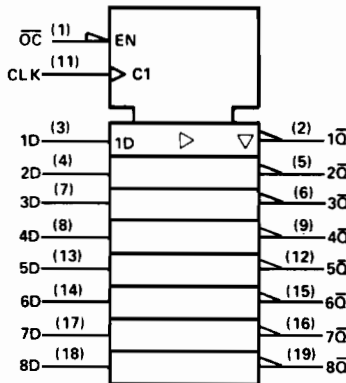 O̅C̅ (1) EN
CLK (11) C1
1D (3) 1D (2) 1Q̅
2D (4) (5) 2Q̅
3D (7) (6) 3Q̅
4D (8) (9) 4Q̅
5D (13) (12) 5Q̅
6D (14) (15) 6Q̅
7D (17) (16) 7Q̅
8D (18) (19) 8Q̅